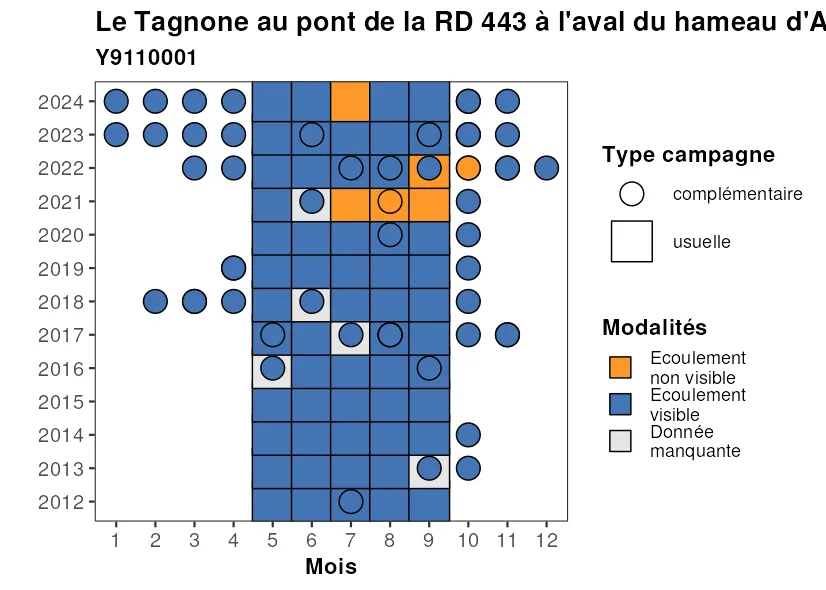 Le Tagnone au pont de la RD 443 à l'aval du hameau d'A
Y9110001
2024
2023
2022
2021
2020
2019
2018
2017
2016
2015
2014
2013
2012
1 2 3 4 5 6 7 8 9 10 11 12
Mois
Type campagne
complémentaire
usuelle
Modalités
Ecoulement
non visible
Ecoulement
visible
Donnée
manquante